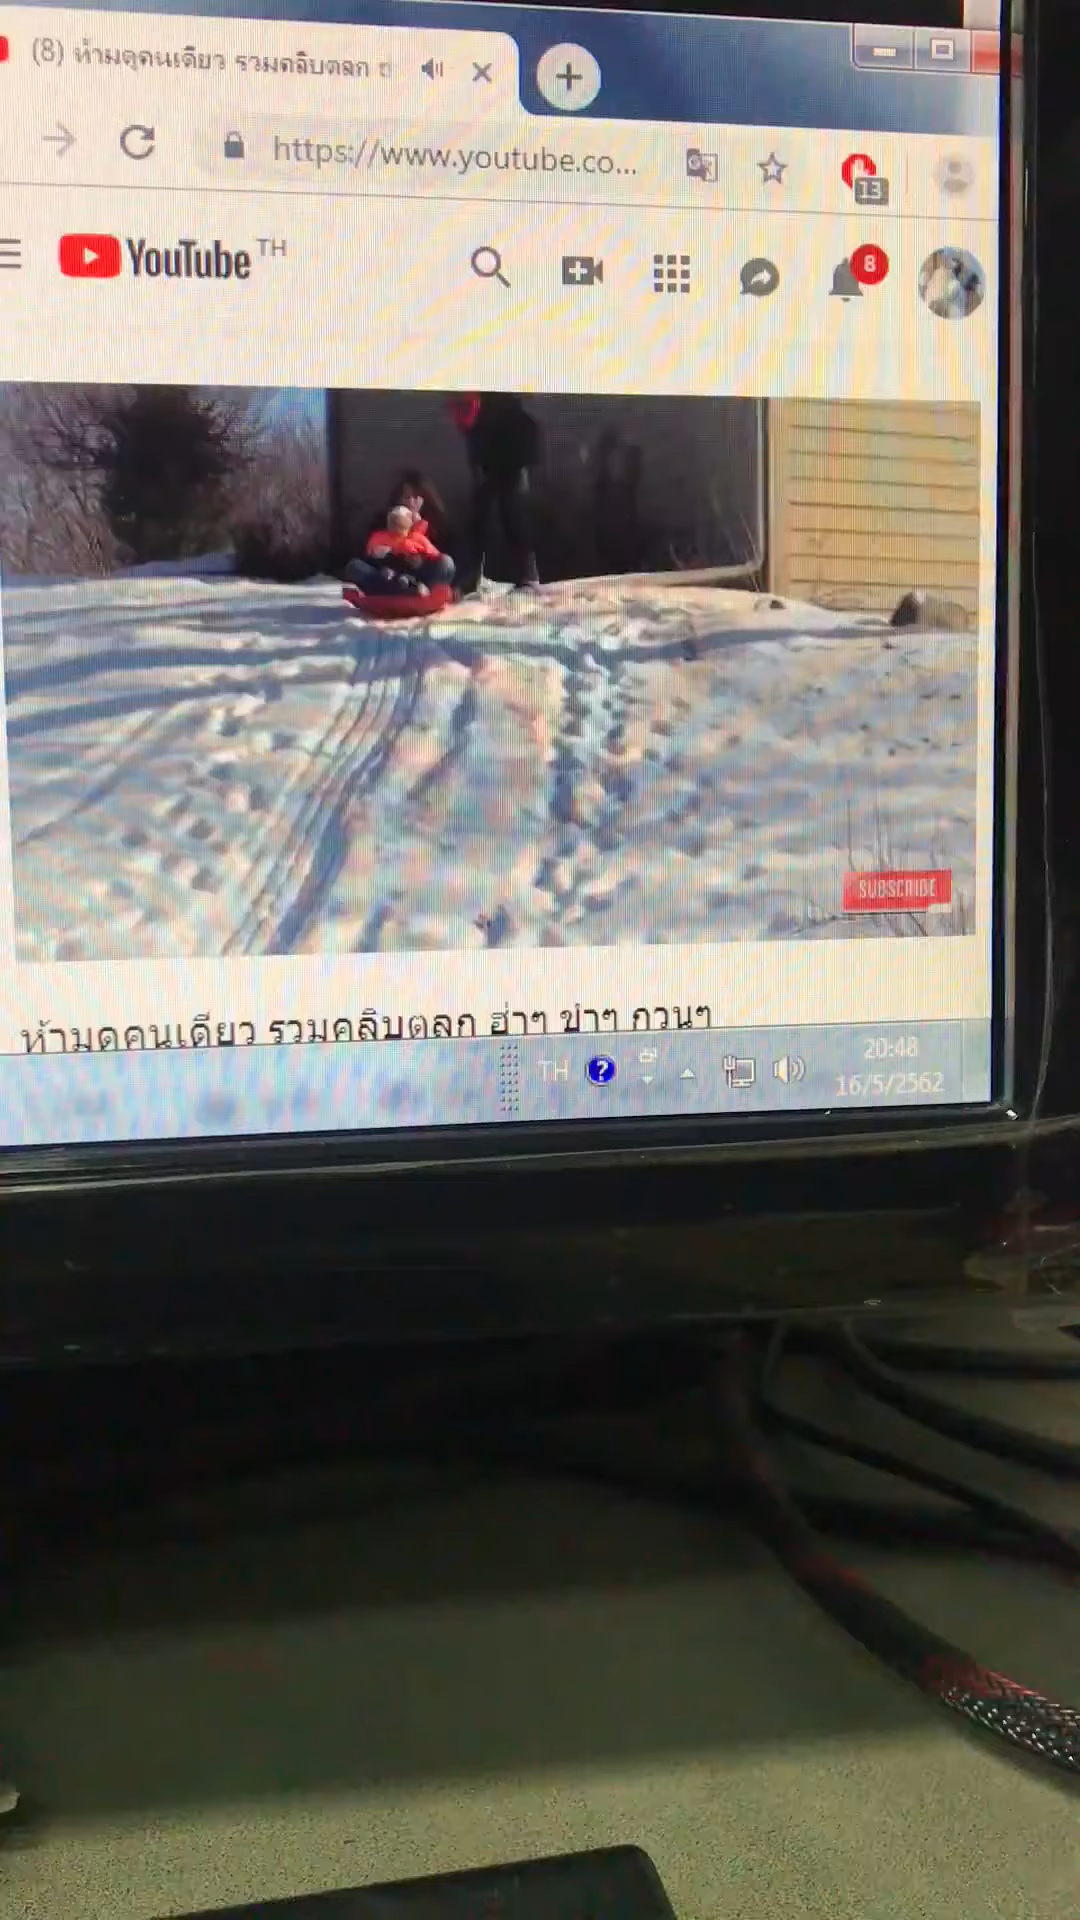 (8) ห้ามดูคนเดียว รวมคลิบตลก ฮ
https://www.youtube.co...
13
YouTube TH
8
SUBSCRIBE
ห้ามดูคนเดียว รวมคลิบตลก ฮ่าๆ ขำๆ กวนๆ
TH
20:48
16/5/2562